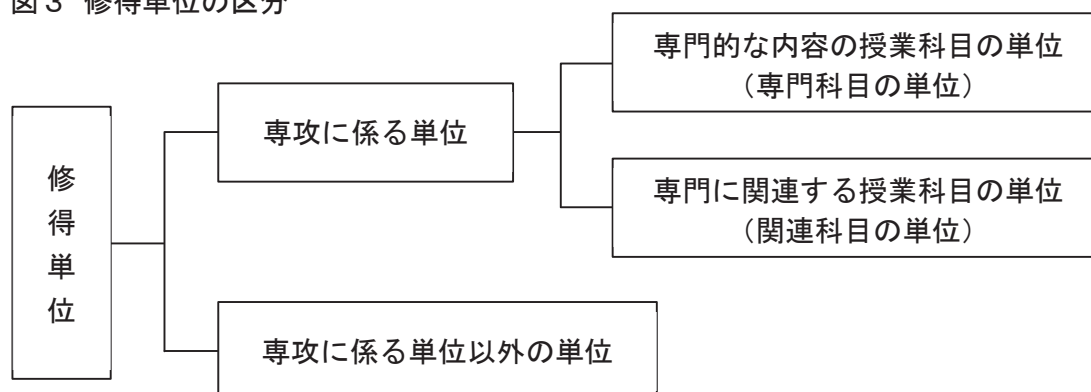 図3 修得単位の区分
専門的な内容の授業科目の単位
（専門科目の単位）
専攻に係る単位
修得単位
専門に関連する授業科目の単位
（関連科目の単位）
専攻に係る単位以外の単位